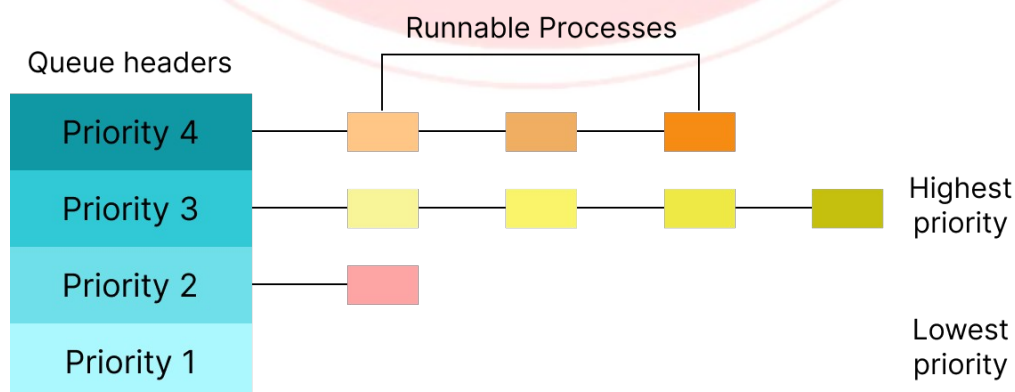 Runnable Processes
Queue headers
Priority 4
Priority 3
Highest
priority
Priority 2
Priority 1
Lowest
priority